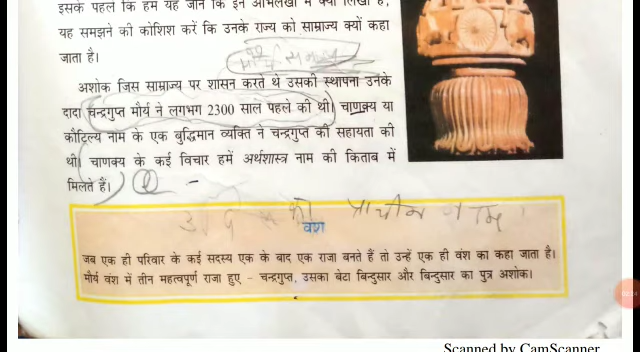 इसके पहले कि हम यह जानें कि इन अभिलेखों में क्या लिखा है,
यह समझने की कोशिश करें कि उनके राज्य को साम्राज्य क्यों कहा
जाता है।
अशोक जिस साम्राज्य पर शासन करते थे उसकी स्थापना उनके
दादा चन्द्रगुप्त मौर्य ने लगभग 2300 साल पहले की थी। चाणक्य या
कौटिल्य नाम के एक बुद्धिमान व्यक्ति ने चन्द्रगुप्त की सहायता की
थी। चाणक्य के कई विचार हमें अर्थशास्त्र नाम की किताब में
मिलते हैं।
की प्राचीन नाम
वंश
जब एक ही परिवार के कई सदस्य एक के बाद एक राजा बनते हैं तो उन्हें एक ही वंश का कहा जाता है।
मौर्य वंश में तीन महत्वपूर्ण राजा हुए - चन्द्रगुप्त, उसका बेटा बिन्दुसार और बिन्दुसार का पुत्र अशोक।
Scanned by CamScanner